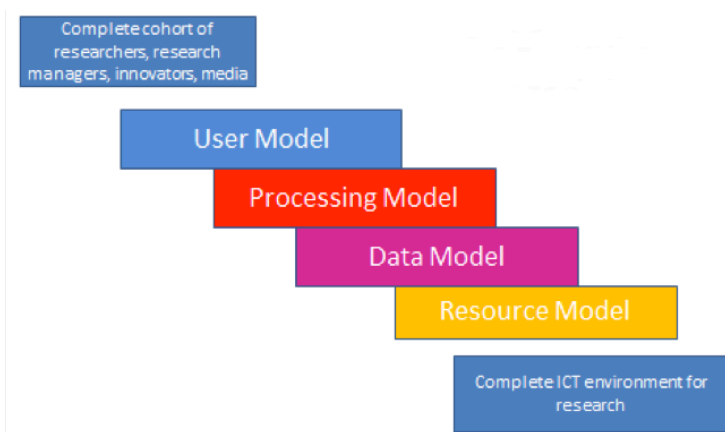 Complete cohort of
researchers, research
managers, innovators, media
User Model
Processing Model
Data Model
Resource Model
Complete ICT environment for
research